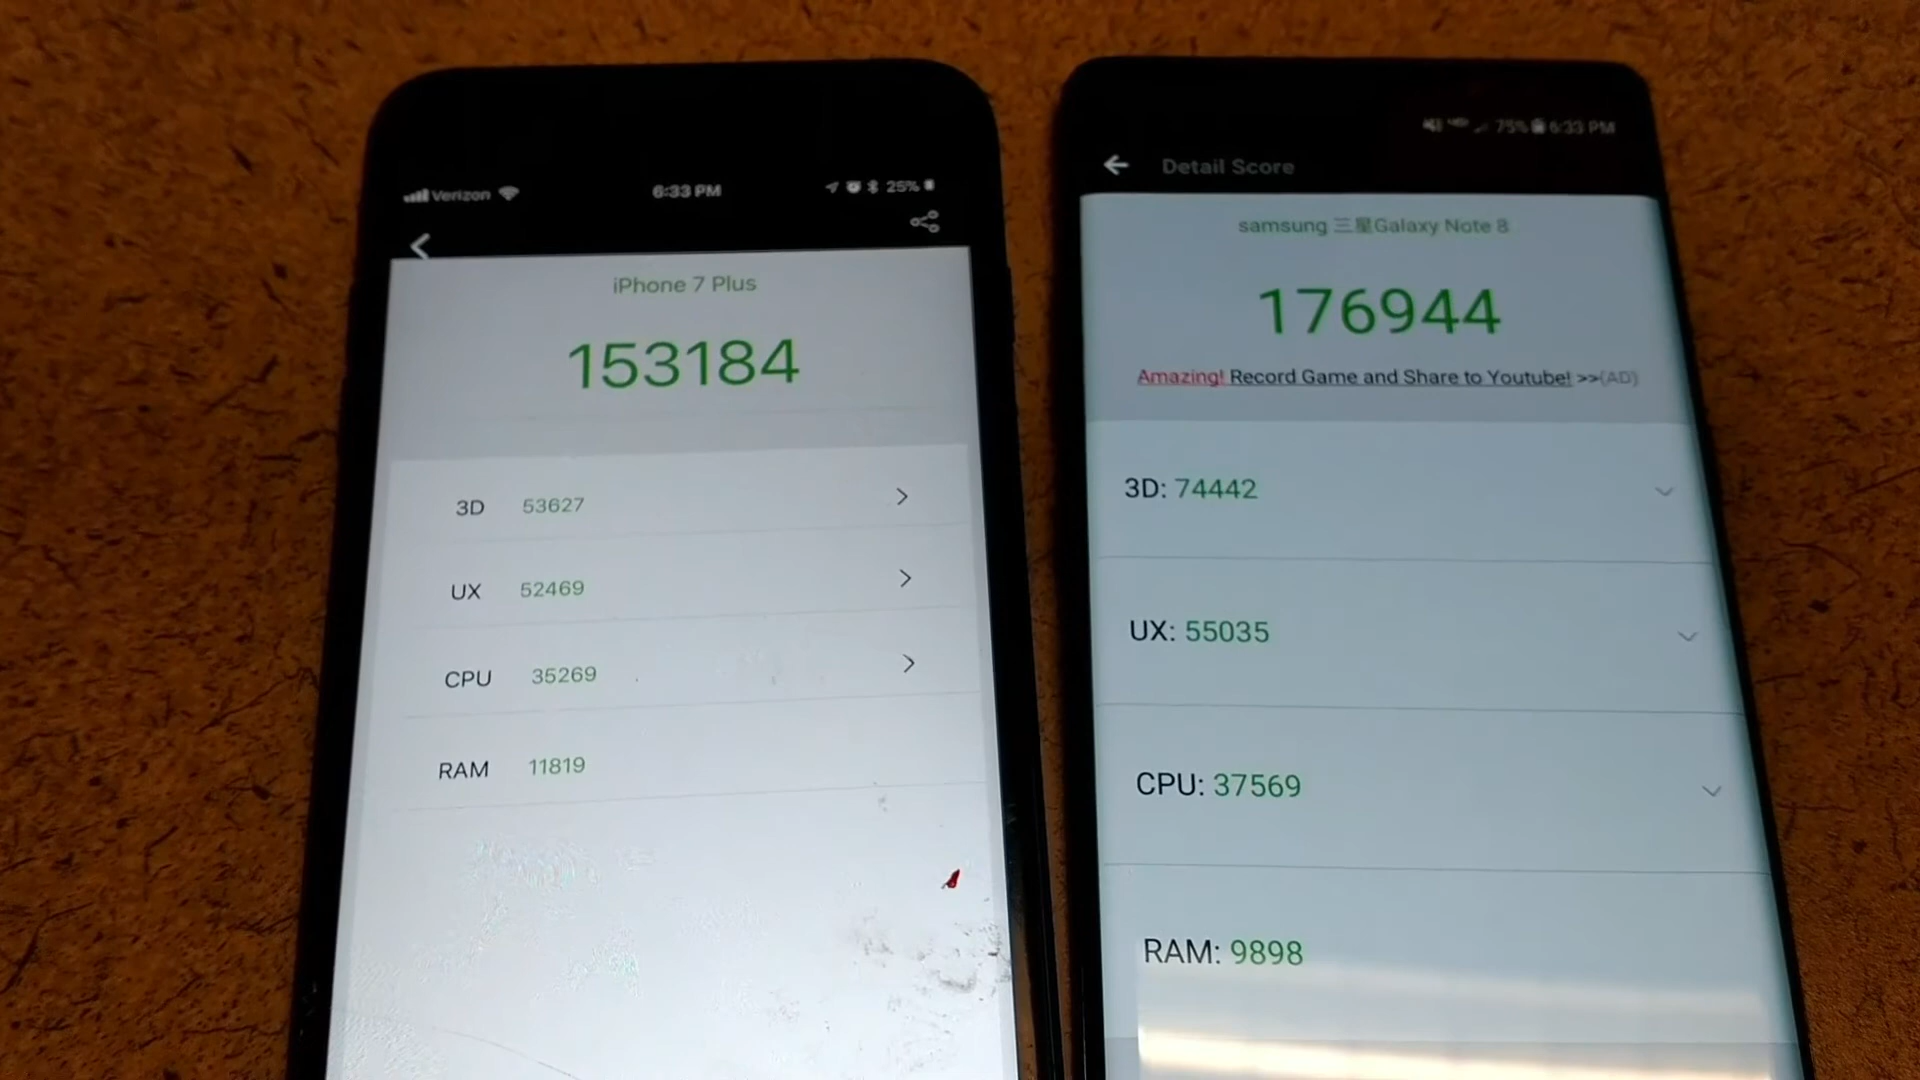 Verizon 6:33 PM 25%
iPhone 7 Plus
153184
3D 53627
UX 52469
CPU 35269
RAM 11819
75% 6:33 PM
Detail Score
samsung 三星Galaxy Note 8
176944
Amazing! Record Game and Share to Youtube! >>(AD)
3D: 74442
UX: 55035
CPU: 37569
RAM: 9898